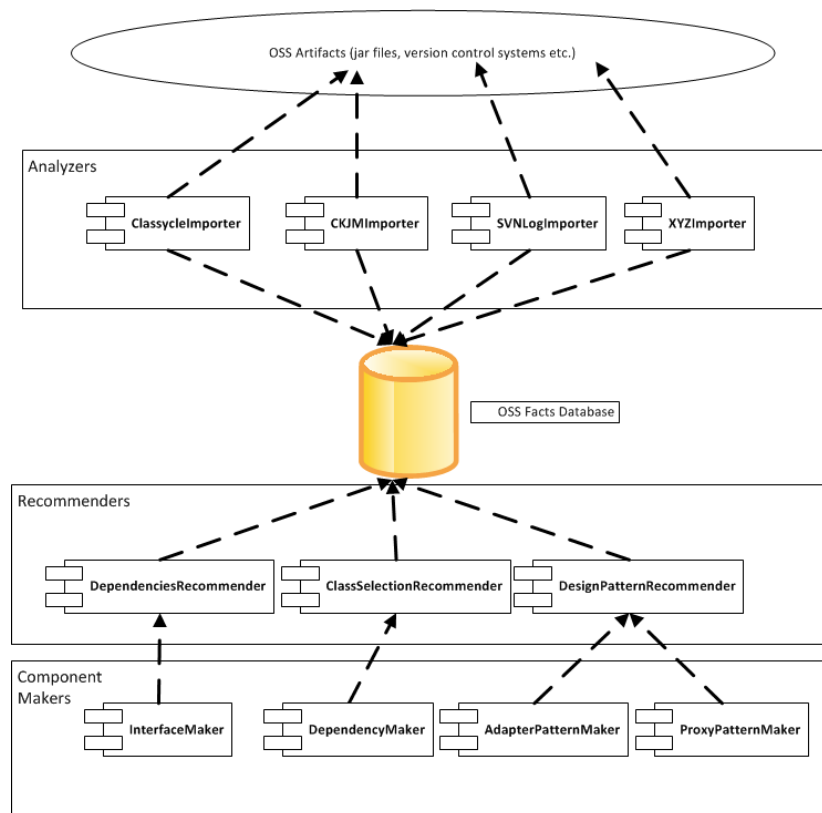 OSS Artifacts (jar files, version control systems etc.)
Analyzers
ClassycleImporter
CKJMImporter
SVNLogImporter
XYZImporter
OSS Facts Database
Recommenders
DependenciesRecommender
ClassSelectionRecommender
DesignPatternRecommender
Component
Makers
InterfaceMaker
DependencyMaker
AdapterPatternMaker
ProxyPatternMaker